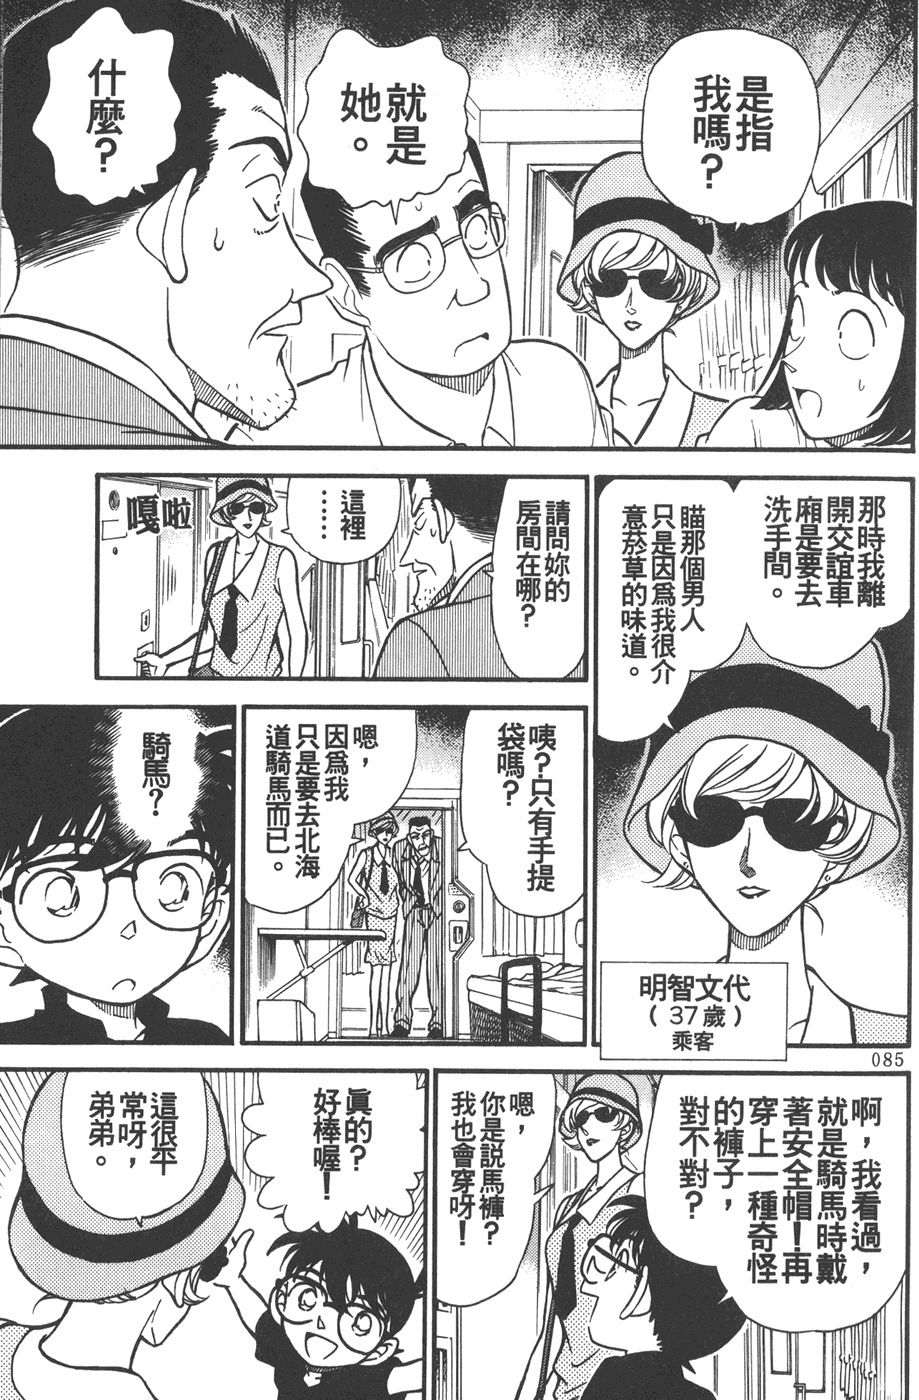 是指
我嗎？
就是
她。
什麼？
那時我離
開交誼車
廂是要去
洗手間。
瞄那個男人
只是因為我很介
意菸草的味道。
明智文代
（37歲）
乘客
請問妳的
房間在哪？
這裡
……
嘎啦
咦？只有手提
袋嗎？
嗯，
因為我
只是要去北海
道騎馬而已。
騎馬？
085
啊，我看過，
就是騎馬時戴
著安全帽！再
穿上一種奇怪
的褲子，
對不對？
嗯，
你是說馬褲？
我也會穿呀！
眞的？
好棒喔！
這很平
常呀，
弟弟。